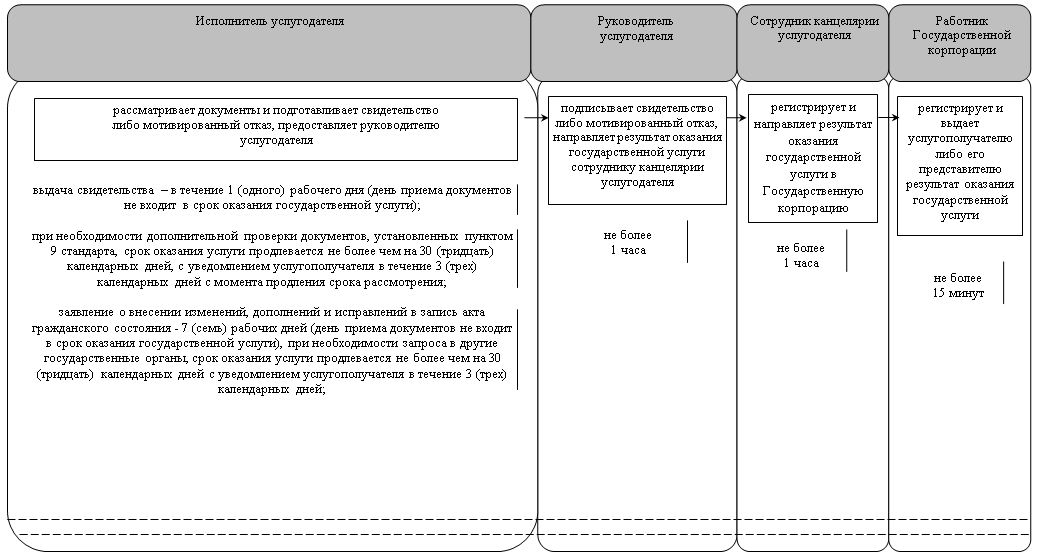 Исполнитель услугодателя
Руководитель
услугодателя
Сотрудник канцелярии
услугодателя
Работник
Государственной
корпорации
рассматривает документы и подготавливает свидетельство
либо мотивированный отказ, предоставляет руководителю
услугодателя
выдача свидетельства – в течение 1 (одного) рабочего дня (день приема документов
не входит в срок оказания государственной услуги);
при необходимости дополнительной проверки документов, установленных пунктом
9 стандарта, срок оказания услуги продлевается не более чем на 30 (тридцать)
календарных дней, с уведомлением услугополучателя в течение 3 (трех)
календарных дней с момента продления срока рассмотрения;
заявление о внесении изменений, дополнений и исправлений в запись акта
гражданского состояния - 7 (семь) рабочих дней (день приема документов не входит
в срок оказания государственной услуги), при необходимости запроса в другие
государственные органы, срок оказания услуги продлевается не более чем на 30
(тридцать) календарных дней с уведомлением услугополучателя в течение 3 (трех)
календарных дней;
подписывает свидетельство
либо мотивированный отказ,
направляет результат оказания
государственной услуги
сотруднику канцелярии
услугодателя
не более
1 часа
регистрирует и
направляет результат
оказания
государственной
услуги в
Государственную
корпорацию
не более
1 часа
регистрирует и
выдает
услугополучателю
либо его
представителю
результат оказания
государственной
услуги
не более
15 минут